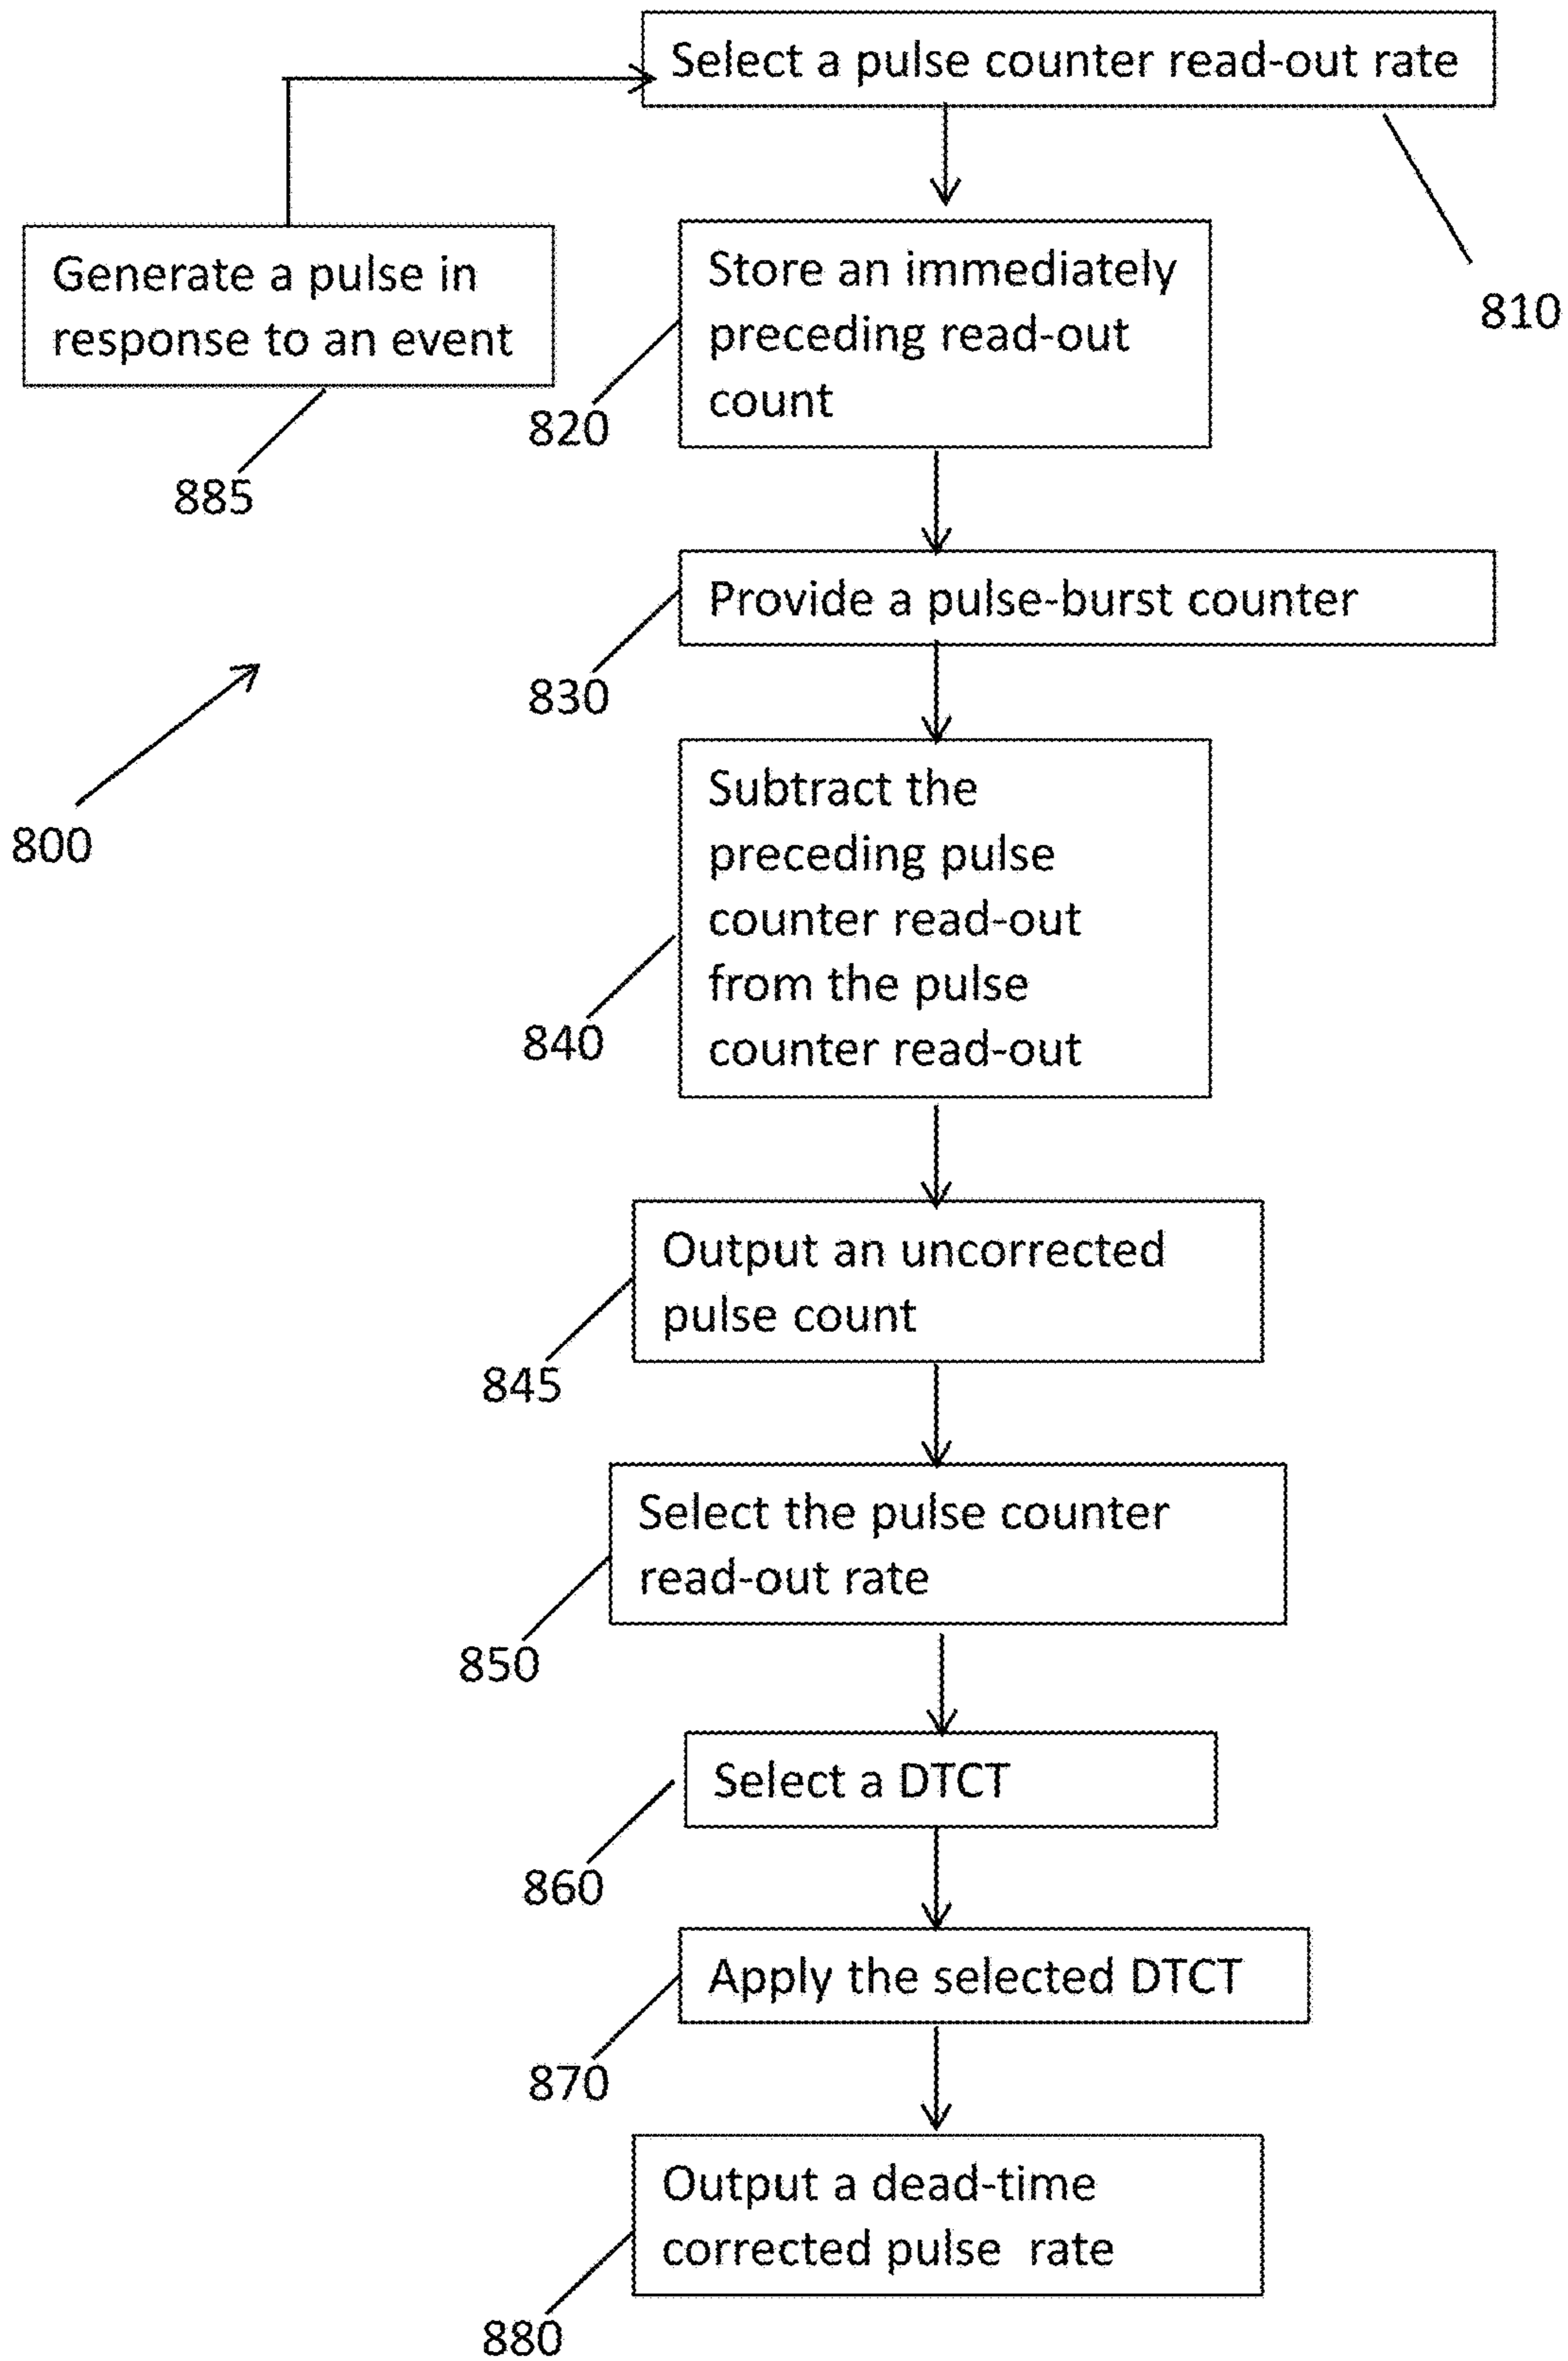 Select a pulse counter read-out rate
810
Generate a pulse in
response to an event
885
Store an immediately
preceding read-out
count
820
Provide a pulse-burst counter
830
800
Subtract the
preceding pulse
counter read-out
from the pulse
counter read-out
840
Output an uncorrected
pulse count
845
Select the pulse counter
read-out rate
850
Select a DTCT
860
Apply the selected DTCT
870
Output a dead-time
corrected pulse rate
880